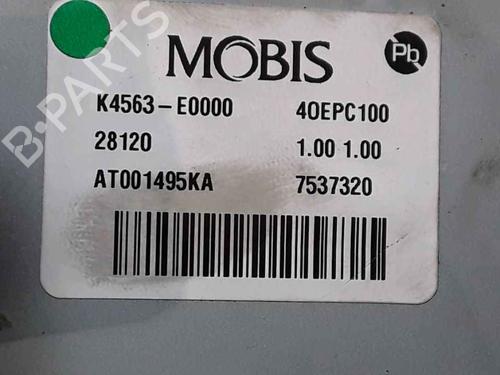 MOBIS
Pb
K4563-E0000 40EPC100
28120 1.00 1.00
AT001495KA 7537320
B-PARTS